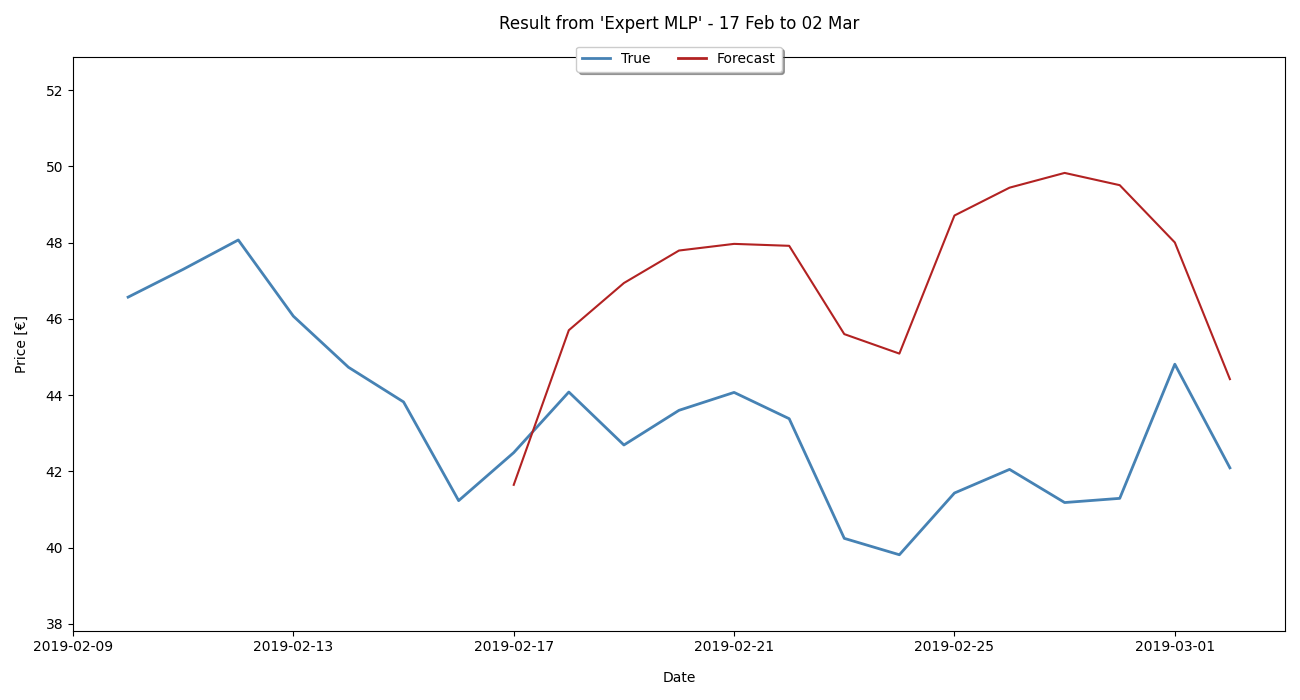 Result from 'Expert MLP' - 17 Feb to 02 Mar
True Forecast
Price [€]
52
50
48
46
44
42
40
38
2019-02-09 2019-02-13 2019-02-17 2019-02-21 2019-02-25 2019-03-01
Date